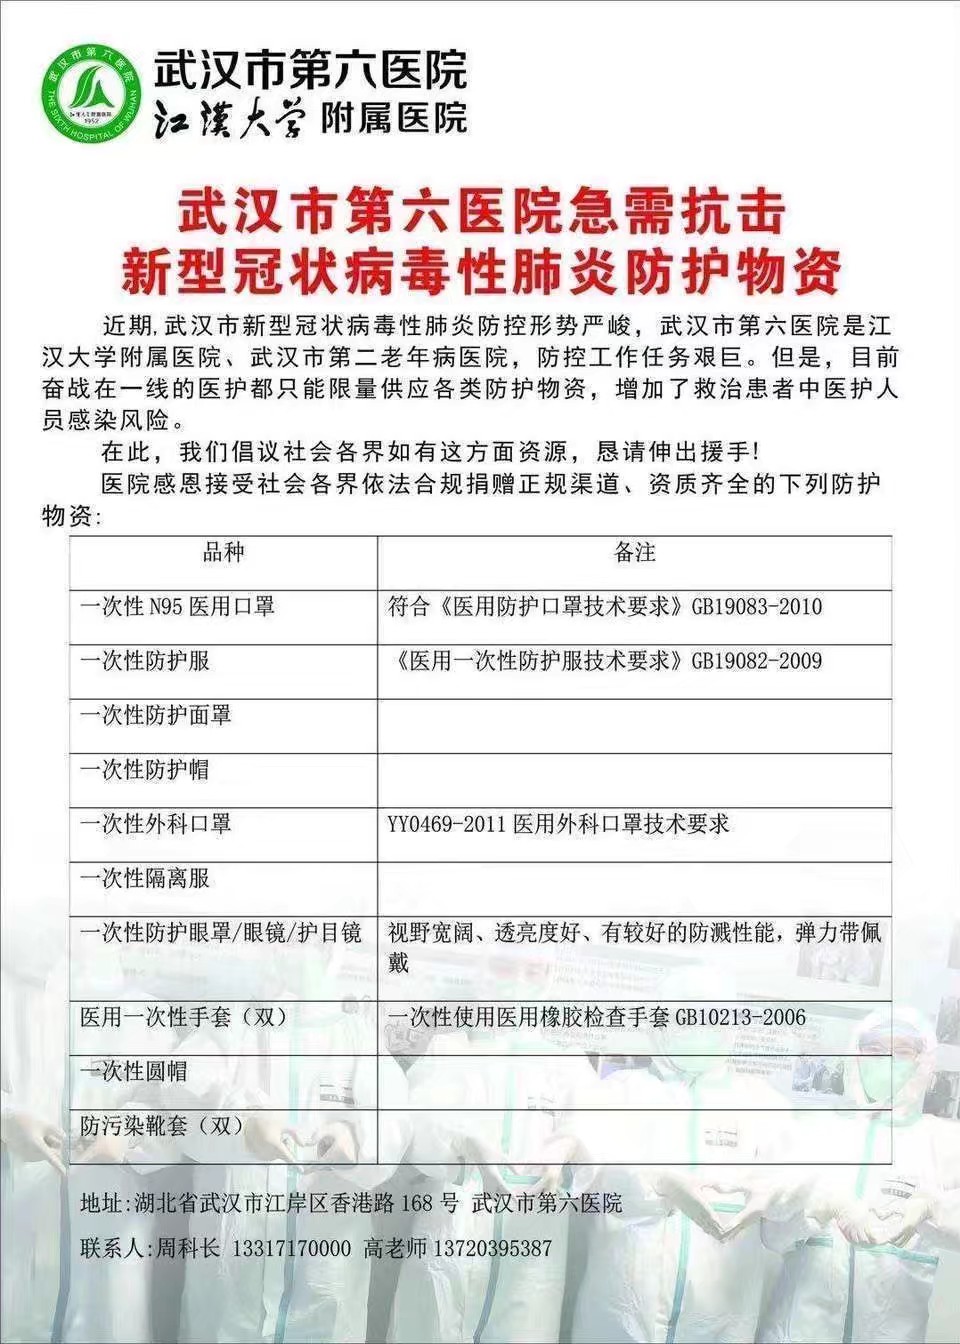 武汉市第六医院
THE SIXTH HOSPITAL OF WUHAN
江汉大学附属医院
1952
武汉市第六医院
江漢大学 附属医院
武汉市第六医院急需抗击
新型冠状病毒性肺炎防护物资
近期,武汉市新型冠状病毒性肺炎防控形势严峻，武汉市第六医院是江
汉大学附属医院、武汉市第二老年病医院，防控工作任务艰巨。但是，目前
奋战在一线的医护都只能限量供应各类防护物资，增加了救治患者中医护人
员感染风险。
在此，我们倡议社会各界如有这方面资源，恳请伸出援手!
医院感恩接受社会各界依法合规捐赠正规渠道、资质齐全的下列防护
物资:
品种 备注
一次性 N95 医用口罩 符合《医用防护口罩技术要求》GB19083-2010
一次性防护服 《医用一次性防护服技术要求》GB19082-2009
一次性防护面罩
一次性防护帽
一次性外科口罩 YY0469-2011 医用外科口罩技术要求
一次性隔离服
一次性防护眼罩/眼镜/护目镜 视野宽阔、透亮度好、有较好的防溅性能，弹力带佩
戴
医用一次性手套（双） 一次性使用医用橡胶检查手套 GB10213-2006
一次性圆帽
防污染靴套（双）
地址:湖北省武汉市江岸区香港路 168 号 武汉市第六医院
联系人:周科长 13317170000 高老师 13720395387